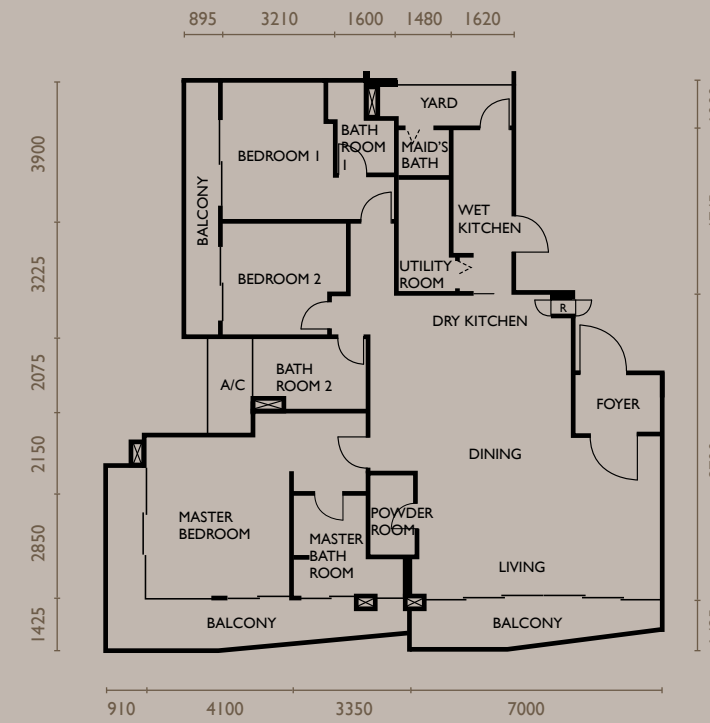 895 3210 1600 1480 1620
YARD
BATH
ROOM
1
MAID'S
BATH
BEDROOM 1
3900
BALCONY
WET
KITCHEN
UTILITY
ROOM
BEDROOM 2
3225
R
DRY KITCHEN
2075
A/C
BATH
ROOM 2
FOYER
2150
DINING
MASTER
BEDROOM
POWDER
ROOM
2850
MASTER
BATH
ROOM
LIVING
1425
BALCONY
BALCONY
910 4100 3350 7000